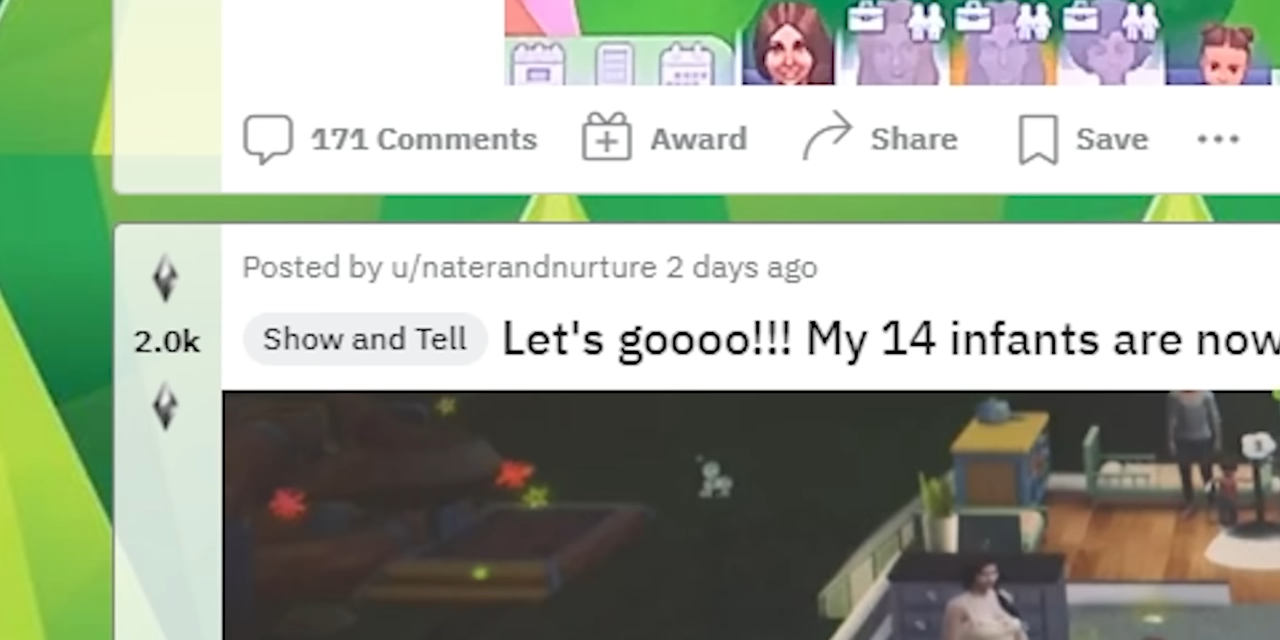 171 Comments Award Share Save
Posted by u/naterandnurture 2 days ago
2.0k
Show and Tell Let's goooo!!! My 14 infants are now